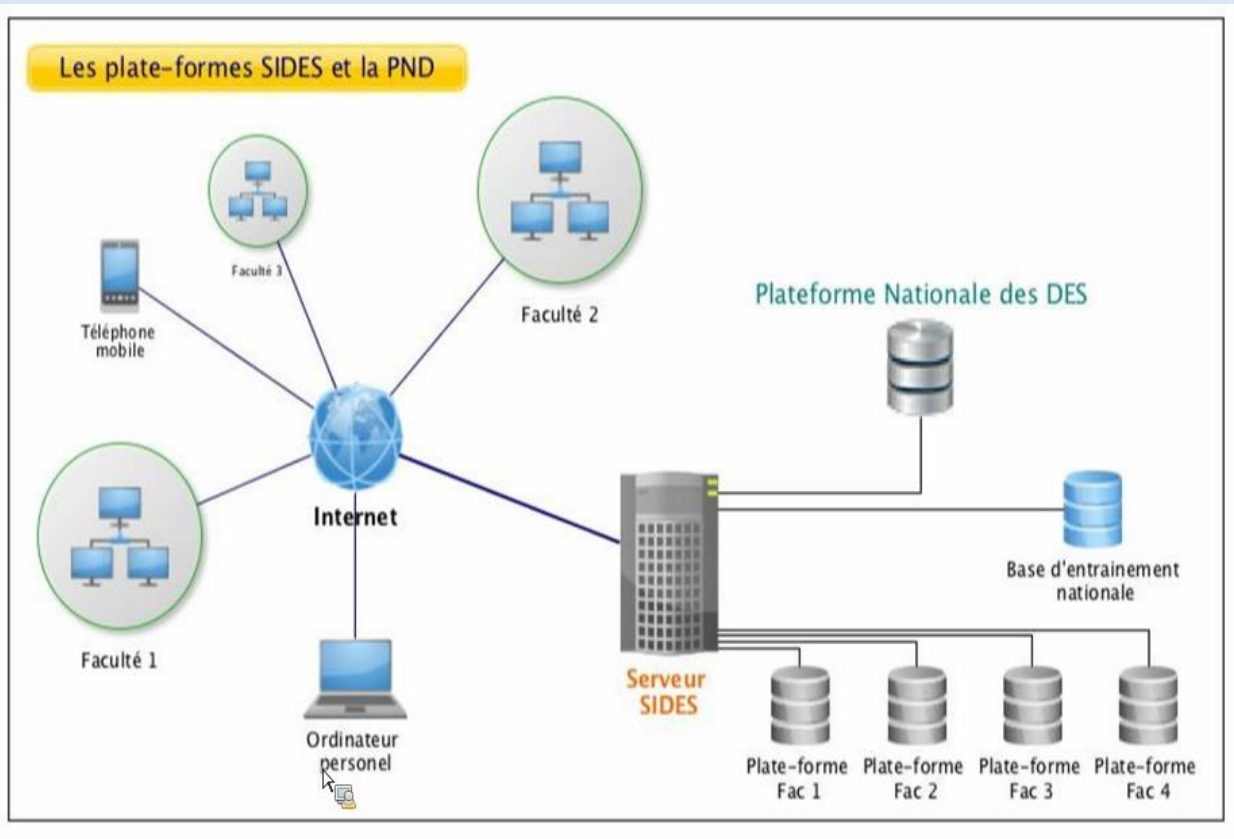 Les plate-formes SIDES et la PND
Faculté 3
Faculté 2
Téléphone
mobile
Plateforme Nationale des DES
Internet
Base d'entrainement
nationale
Faculté 1
Serveur
SIDES
Ordinateur
personel
Plate-forme
Fac 1
Plate-forme
Fac 2
Plate-forme
Fac 3
Plate-forme
Fac 4